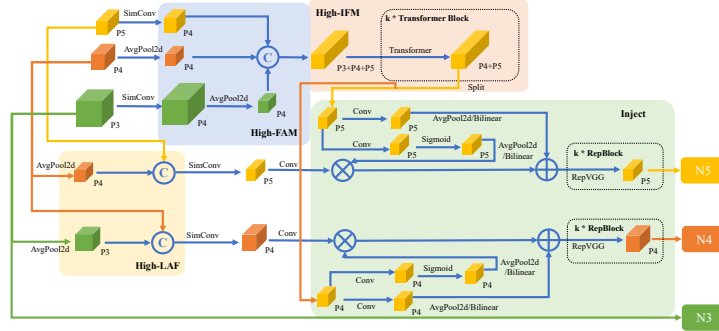 SimConv
P5
P4
High-IFM
k * Transformer Block
AvgPool2d
P4
P4
C
Transformer
P3+P4+P5
P4+P5
SimConv
P3
P4
AvgPool2d
P4
High-FAM
Split
Inject
Conv
P5
P5
AvgPool2d/Bilinear
Conv
P5
Sigmoid
P5
AvgPool2d
/Bilinear
k * RepBlock
AvgPool2d
P4
C
SimConv
P5
Conv
RepVGG
P5
N5
AvgPool2d
P3
C
SimConv
P4
Conv
High-LAF
k * RepBlock
RepVGG
P4
N4
AvgPool2d
/Bilinear
Sigmoid
P4
P4
Conv
P4
Conv
P4
AvgPool2d/Bilinear
N3